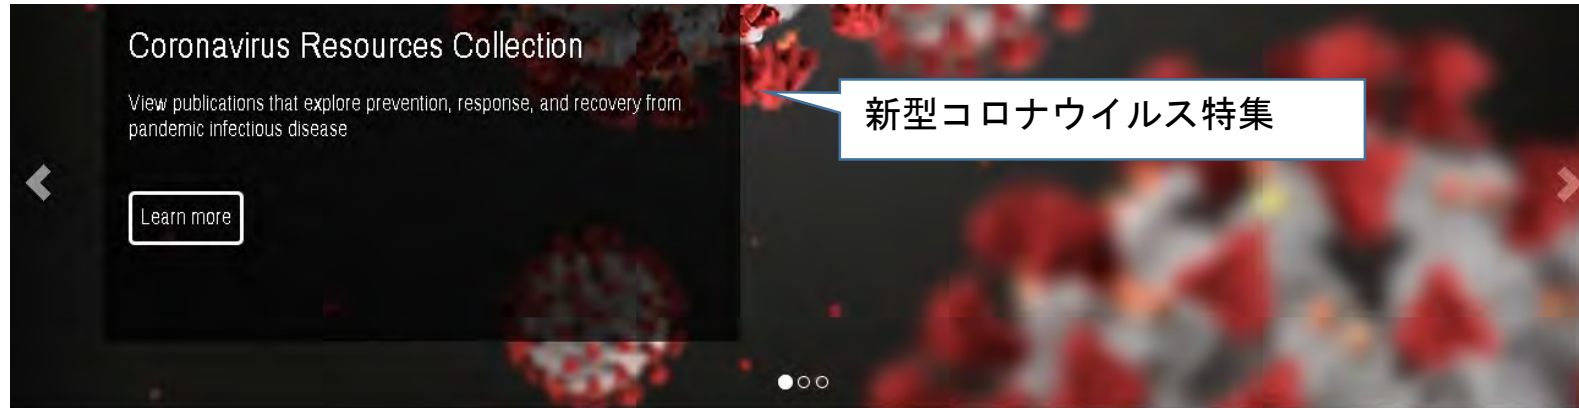 Coronavirus Resources Collection
View publications that explore prevention, response, and recovery from
pandemic infectious disease
新型コロナウイルス特集
Learn more